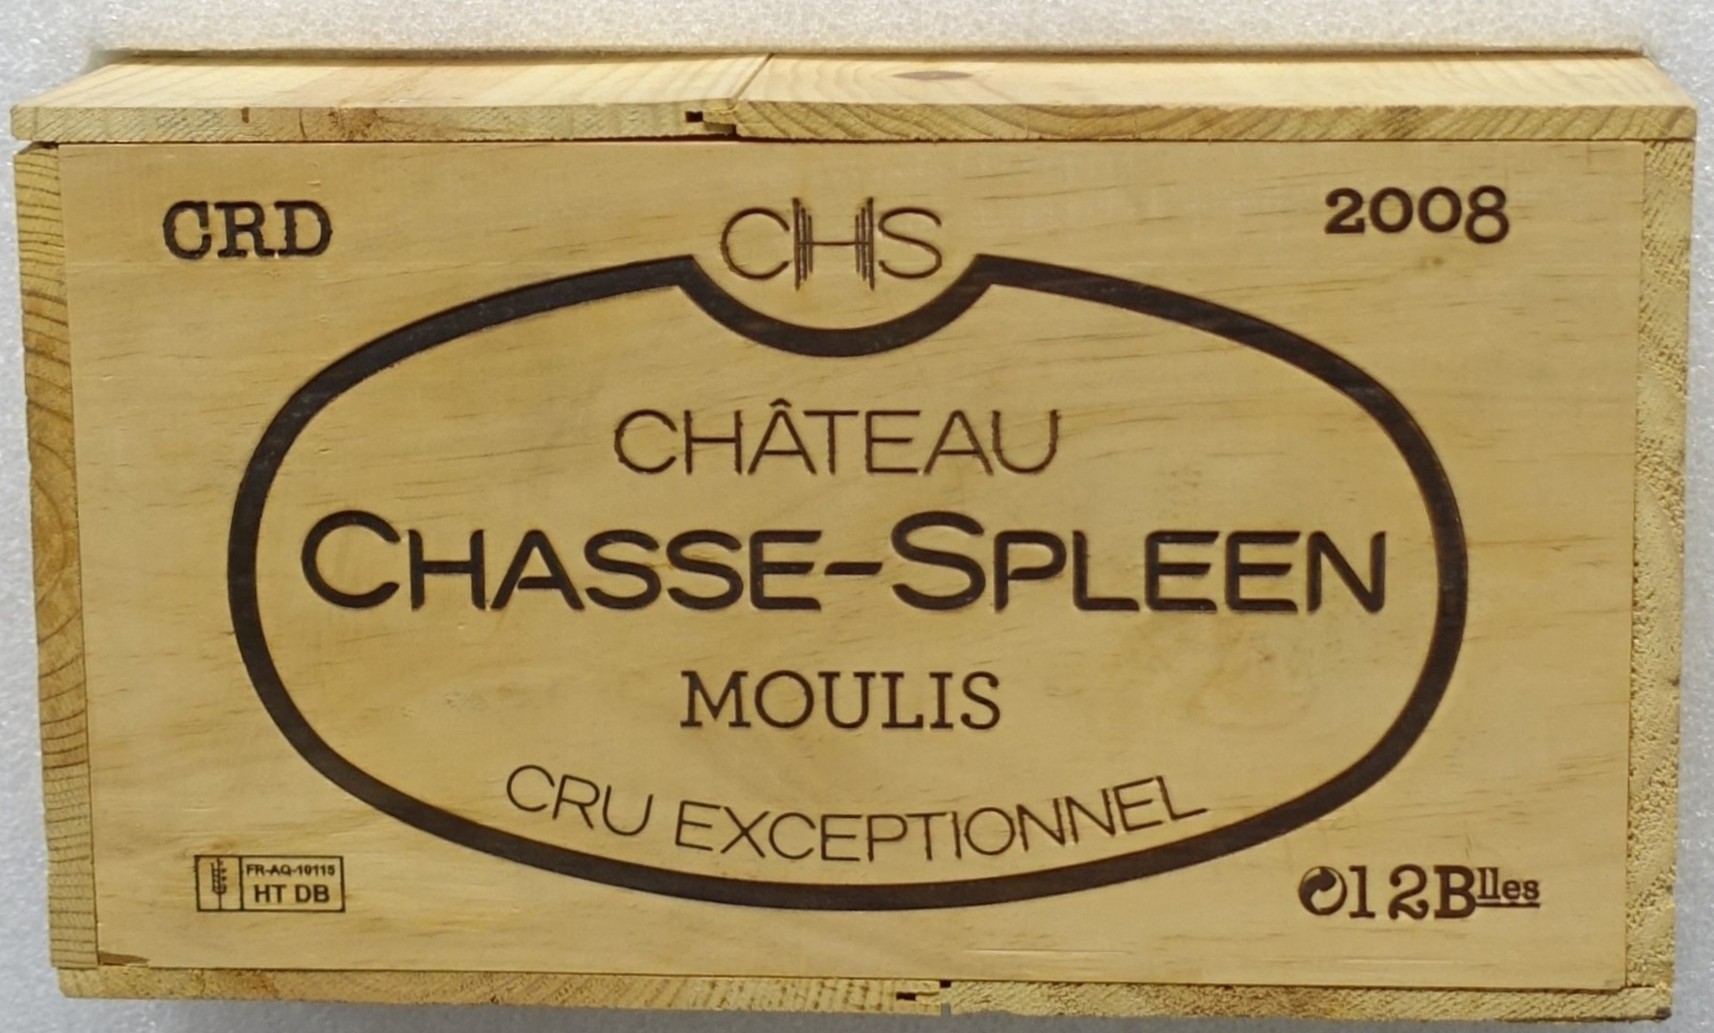 CRD
CHS
2008
CHÂTEAU
CHASSE-SPLEEN
MOULIS
CRU EXCEPTIONNEL
FR-AQ-10115
HT DB
12Blles